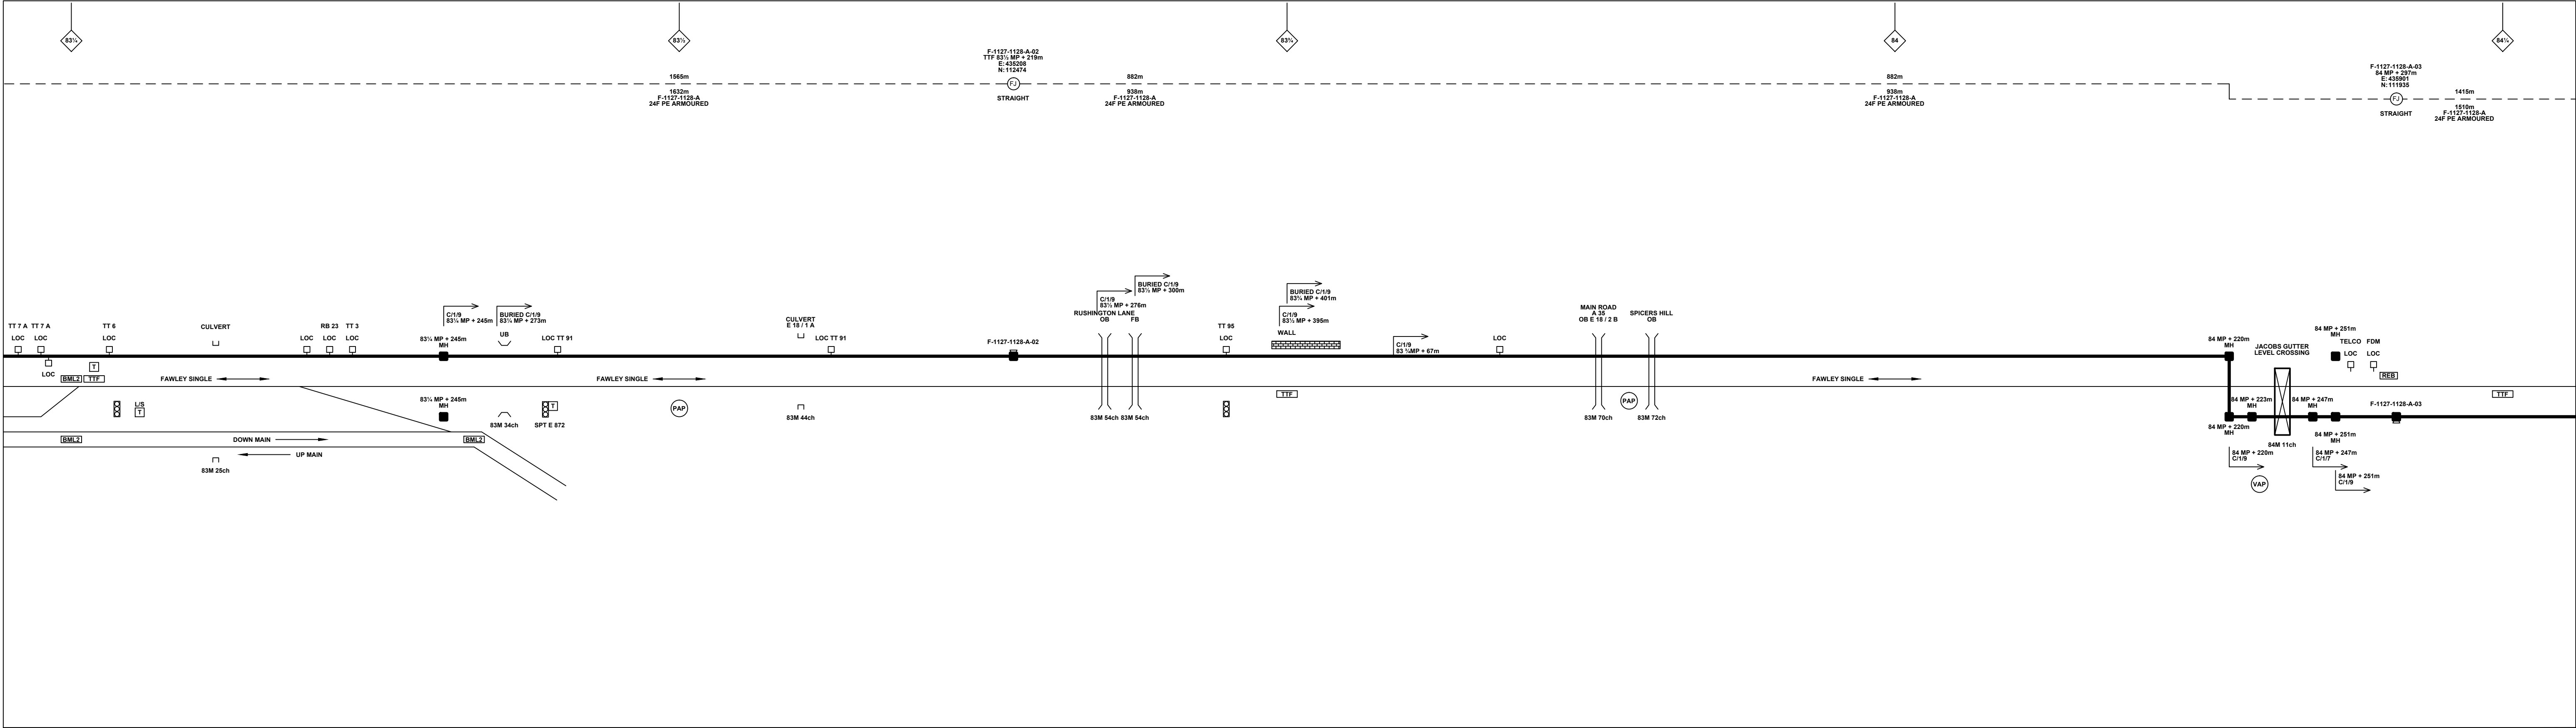 83¼
83½
83¾
84
84¼
F-1127-1128-A-02
TTF 83½ MP + 219m
E: 435208
N: 112474
FJ
STRAIGHT
1565m
1632m
F-1127-1128-A
24F PE ARMOURED
882m
938m
F-1127-1128-A
24F PE ARMOURED
882m
938m
F-1127-1128-A
24F PE ARMOURED
F-1127-1128-A-03
84 MP + 297m
E: 435901
N: 111935
FJ
STRAIGHT
1415m
1510m
F-1127-1128-A
24F PE ARMOURED
TT 7 A
LOC
TT 7 A
LOC
LOC
TT 6
LOC
T
BML2
TTF
CULVERT
LOC
RB 23
LOC
TT 3
LOC
C/1/9
83¼ MP + 245m
83¼ MP + 245m
MH
BURIED C/1/9
83¼ MP + 273m
UB
LOC TT 91
CULVERT
E 18 / 1 A
LOC TT 91
F-1127-1128-A-02
C/1/9
83½ MP + 276m
RUSHINGTON LANE
OB
BURIED C/1/9
83½ MP + 300m
FB
TT 95
LOC
BURIED C/1/9
83¾ MP + 401m
C/1/9
83½ MP + 395m
WALL
C/1/9
83 ¾MP + 67m
LOC
MAIN ROAD
A 35
OB E 18 / 2 B
SPICERS HILL
OB
84 MP + 220m
MH
JACOBS GUTTER
LEVEL CROSSING
84 MP + 251m
MH
TELCO
LOC
FDM
LOC
REB
FAWLEY SINGLE
FAWLEY SINGLE
FAWLEY SINGLE
TTF
TTF
L/S
T
83¼ MP + 245m
MH
83M 34ch
T
SPT E 872
PAP
83M 44ch
83M 54ch
83M 54ch
83M 70ch
PAP
83M 72ch
84 MP + 220m
MH
84 MP + 223m
MH
84M 11ch
84 MP + 247m
MH
84 MP + 251m
MH
F-1127-1128-A-03
BML2
DOWN MAIN
BML2
UP MAIN
83M 25ch
84 MP + 220m
C/1/9
VAP
84 MP + 247m
C/1/7
84 MP + 251m
C/1/9